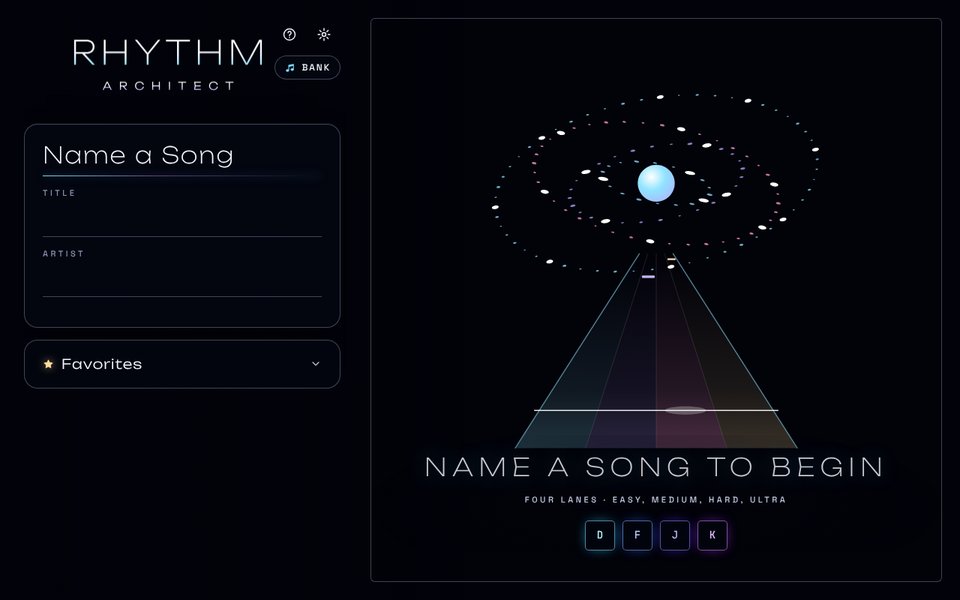 RHYTHM
ARCHITECT
BANK
Name a Song
TITLE
ARTIST
Favorites
NAME A SONG TO BEGIN
FOUR LANES · EASY, MEDIUM, HARD, ULTRA
D F J K